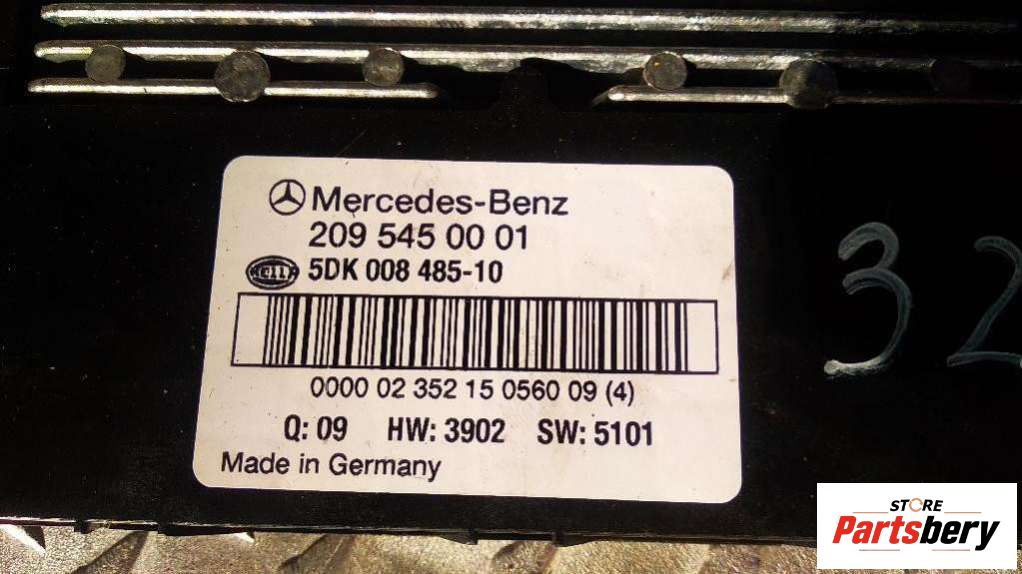 Mercedes-Benz
209 545 00 01
HELLA 5DK 008 485-10
0000 02 352 15 0560 09 (4)
Q: 09 HW: 3902 SW: 5101
Made in Germany
32
STORE
Partsbery